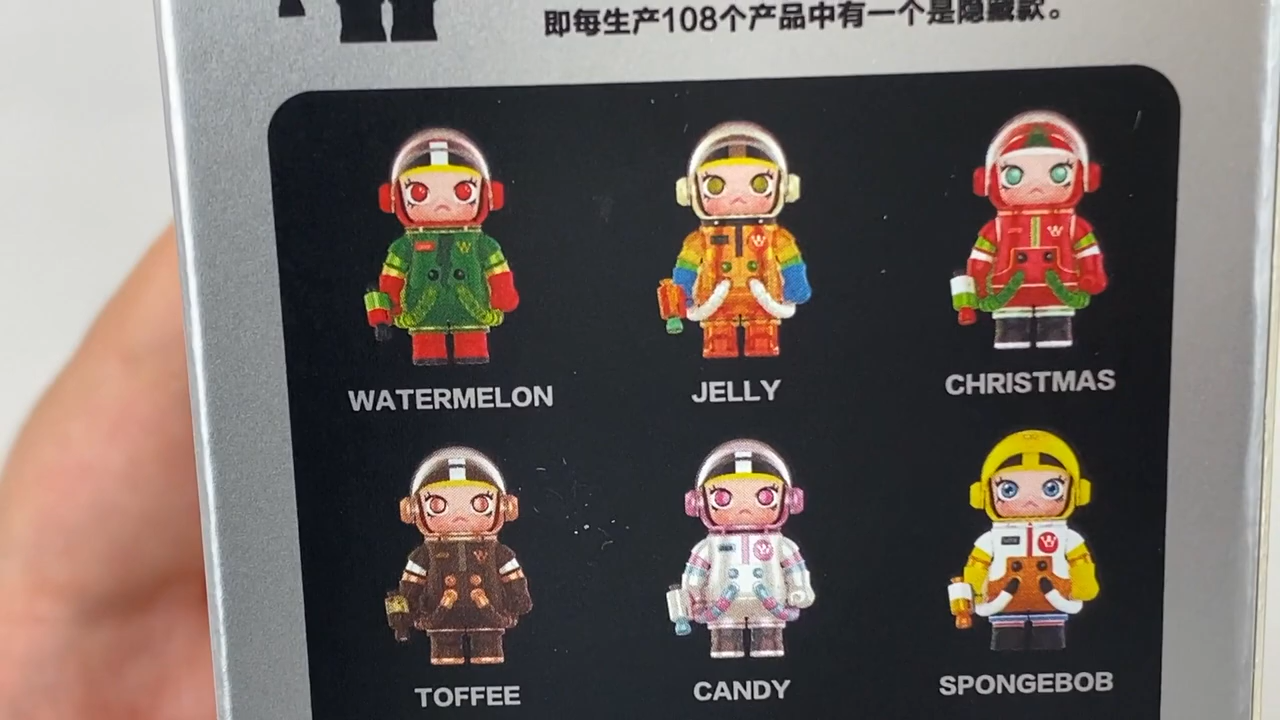 即每生产108个产品中有一个是隐藏款。
WATERMELON
JELLY
CHRISTMAS
TOFFEE
CANDY
SPONGEBOB